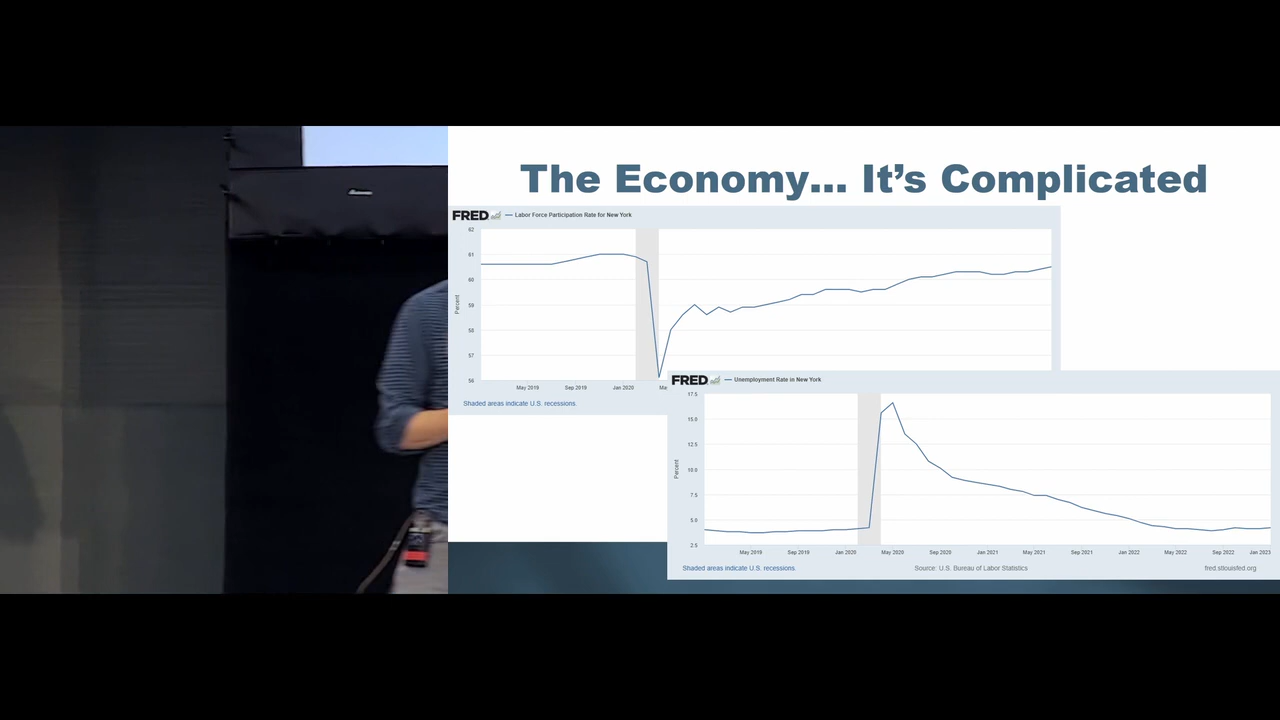 The Economy... It's Complicated
FRED — Labor Force Participation Rate for New York
62
61
60
59
58
57
56
Percent
May 2019 Sep 2019 Jan 2020 Ma
Shaded areas indicate U.S. recessions.
FRED — Unemployment Rate in New York
17.5
15.0
12.5
10.0
7.5
5.0
2.5
Percent
May 2019 Sep 2019 Jan 2020 May 2020 Sep 2020 Jan 2021 May 2021 Sep 2021 Jan 2022 May 2022 Sep 2022 Jan 2023
Shaded areas indicate U.S. recessions. Source: U.S. Bureau of Labor Statistics fred.stlouisfed.org